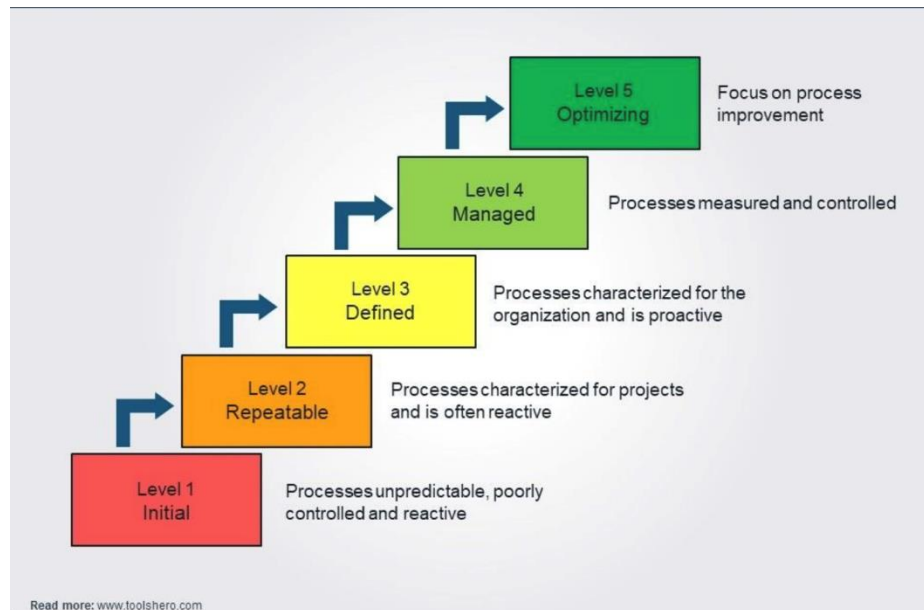 Level 5
Optimizing
Focus on process
improvement
Level 4
Managed
Processes measured and controlled
Level 3
Defined
Processes characterized for the
organization and is proactive
Level 2
Repeatable
Processes characterized for projects
and is often reactive
Level 1
Initial
Processes unpredictable, poorly
controlled and reactive
Read more: www.toolshero.com